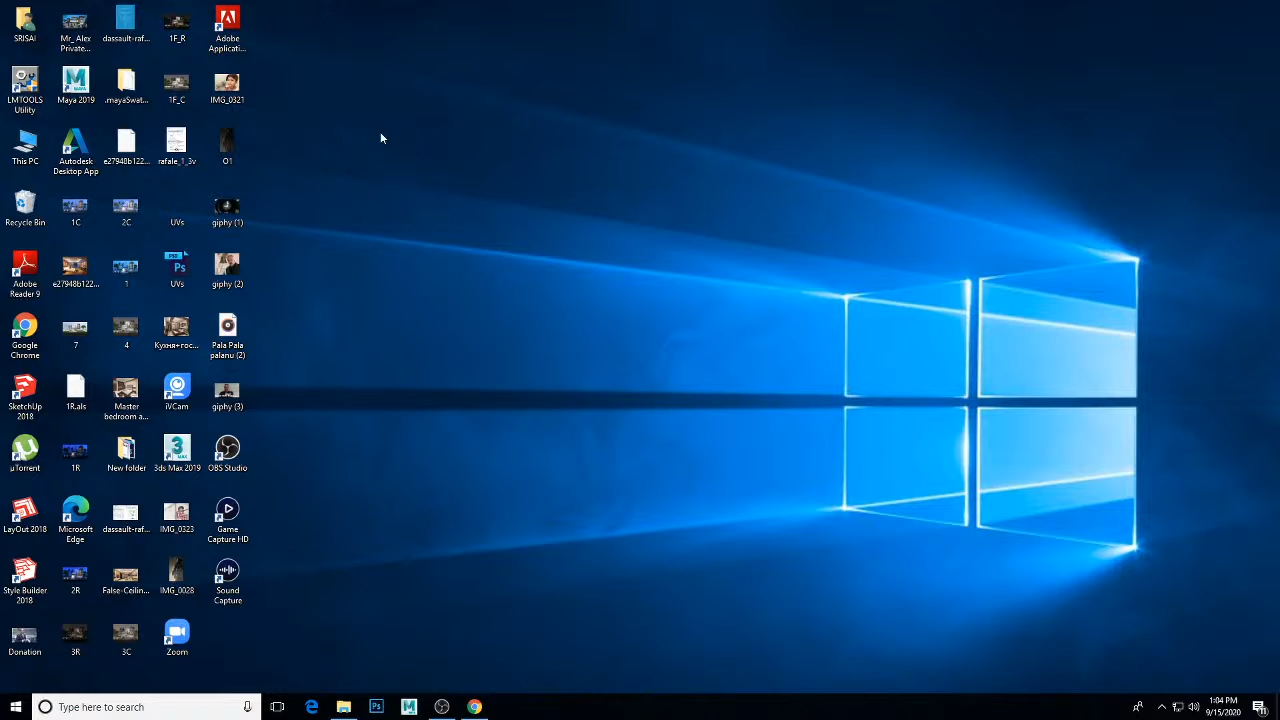 SRISAI
Mr_ Alex
Private...
dassault-raf...
1F_R
Adobe
Applicati...
LMTOOLS
Utility
Maya 2019
.mayaSwat...
1F_C
IMG_0321
This PC
Autodesk
Desktop App
e27948b122...
rafale_1_3v
O1
Recycle Bin
1C
2C
UVs
giphy (1)
Adobe
Reader 9
e27948b122...
1
UVs
giphy (2)
Google
Chrome
7
4
Кухня+гос...
Pala Pala
palanu (2)
SketchUp
2018
1R.als
Master
bedroom a...
iVCam
giphy (3)
µTorrent
1R
New folder
3ds Max 2019
OBS Studio
LayOut 2018
Microsoft
Edge
dassault-raf...
IMG_0323
Game
Capture HD
Style Builder
2018
2R
False-Ceilin...
IMG_0028
Sound
Capture
Donation
3R
3C
Zoom
Type here to search
1:04 PM
9/15/2020